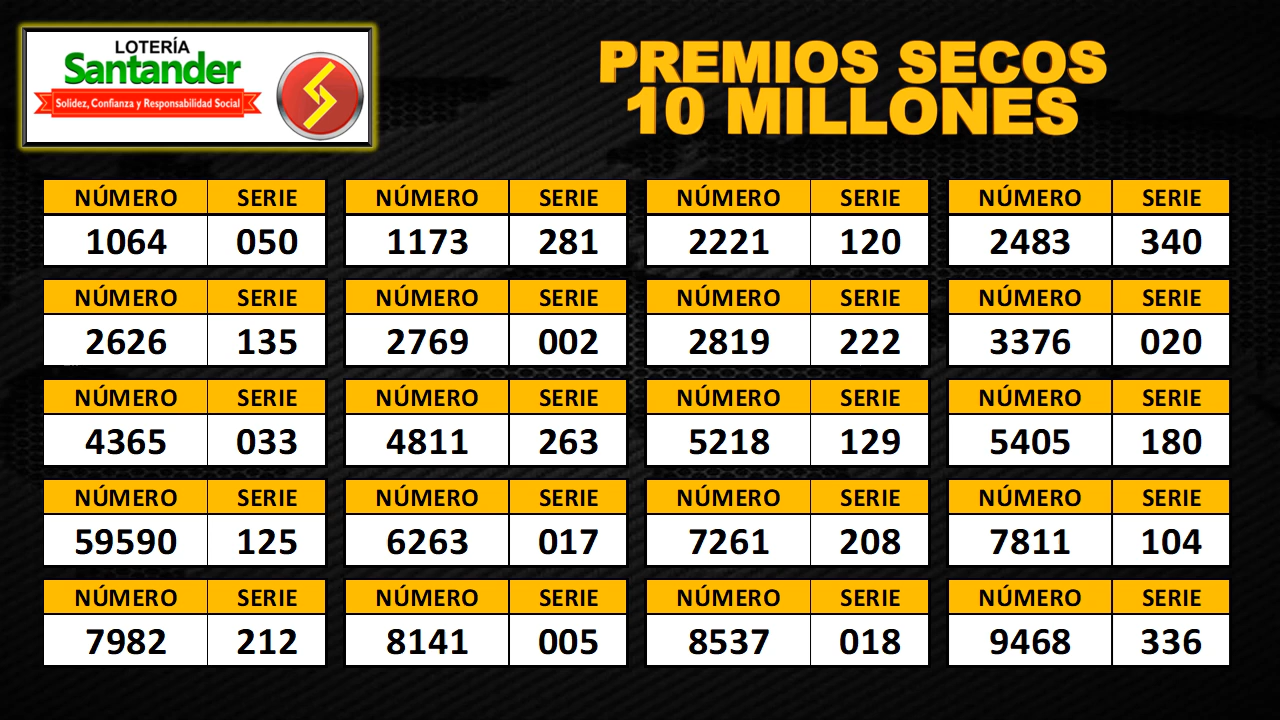 LOTERÍA
Santander
Solidez, Confianza y Responsabilidad Social
PREMIOS SECOS
10 MILLONES
NÚMERO SERIE NÚMERO SERIE NÚMERO SERIE NÚMERO SERIE
1064 050 1173 281 2221 120 2483 340
NÚMERO SERIE NÚMERO SERIE NÚMERO SERIE NÚMERO SERIE
2626 135 2769 002 2819 222 3376 020
NÚMERO SERIE NÚMERO SERIE NÚMERO SERIE NÚMERO SERIE
4365 033 4811 263 5218 129 5405 180
NÚMERO SERIE NÚMERO SERIE NÚMERO SERIE NÚMERO SERIE
59590 125 6263 017 7261 208 7811 104
NÚMERO SERIE NÚMERO SERIE NÚMERO SERIE NÚMERO SERIE
7982 212 8141 005 8537 018 9468 336